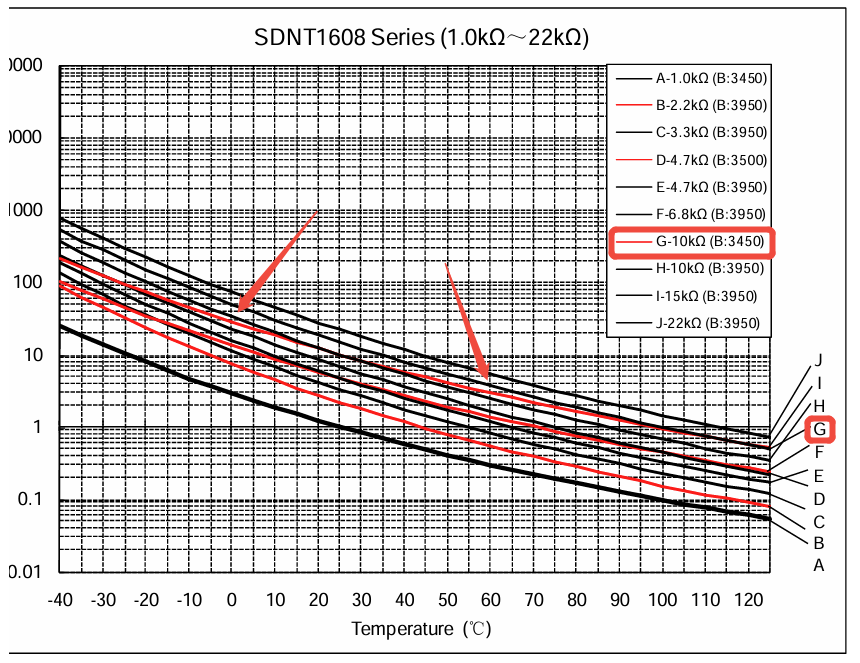 SDNT1608 Series (1.0kΩ～22kΩ)
A-1.0kΩ (B:3450)
B-2.2kΩ (B:3950)
C-3.3kΩ (B:3950)
D-4.7kΩ (B:3500)
E-4.7kΩ (B:3950)
F-6.8kΩ (B:3950)
G-10kΩ (B:3450)
H-10kΩ (B:3950)
I-15kΩ (B:3950)
J-22kΩ (B:3950)
0000
0000
1000
100
10
1
0.1
0.01
J
I
H
G
F
E
D
C
B
A
-40 -30 -20 -10 0 10 20 30 40 50 60 70 80 90 100 110 120
Temperature (℃)